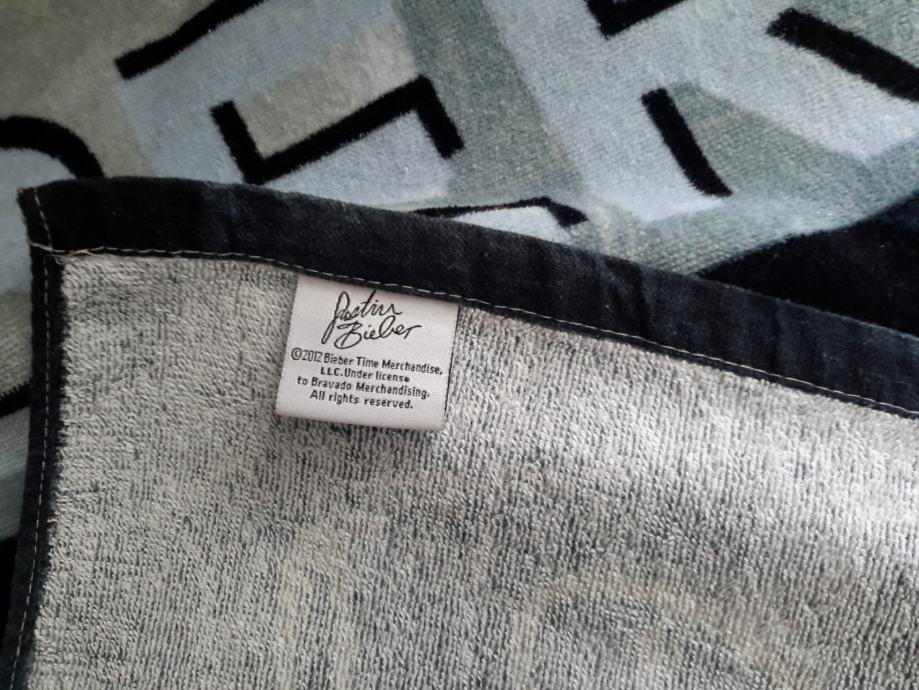 Justin
Bieber
©2012 Bieber Time Merchandise,
LLC.Under license
to Bravado Merchandising.
All rights reserved.